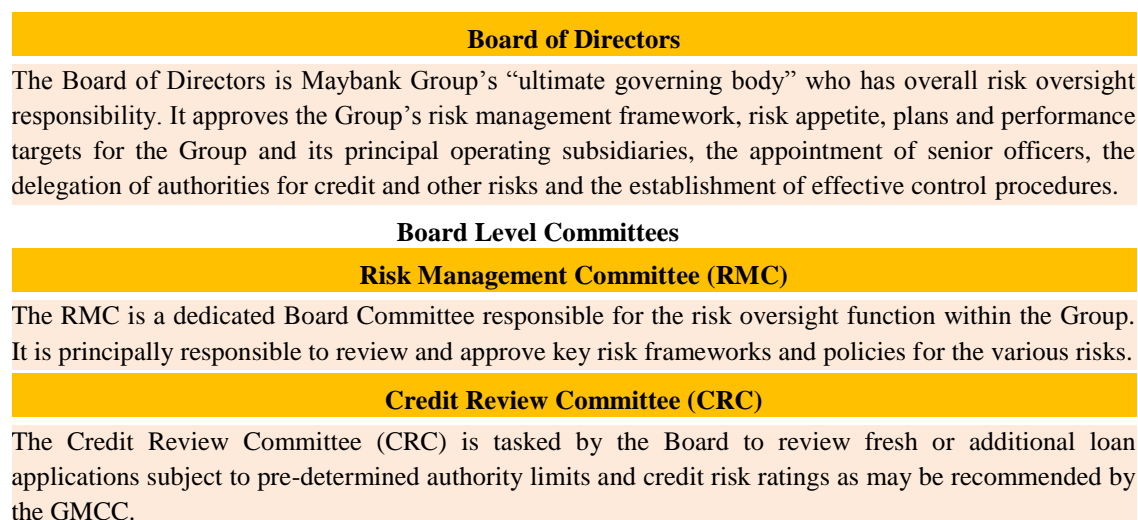 Board of Directors
The Board of Directors is Maybank Group’s “ultimate governing body” who has overall risk oversight
responsibility. It approves the Group’s risk management framework, risk appetite, plans and performance
targets for the Group and its principal operating subsidiaries, the appointment of senior officers, the
delegation of authorities for credit and other risks and the establishment of effective control procedures.
Board Level Committees
Risk Management Committee (RMC)
The RMC is a dedicated Board Committee responsible for the risk oversight function within the Group.
It is principally responsible to review and approve key risk frameworks and policies for the various risks.
Credit Review Committee (CRC)
The Credit Review Committee (CRC) is tasked by the Board to review fresh or additional loan
applications subject to pre-determined authority limits and credit risk ratings as may be recommended by
the GMCC.